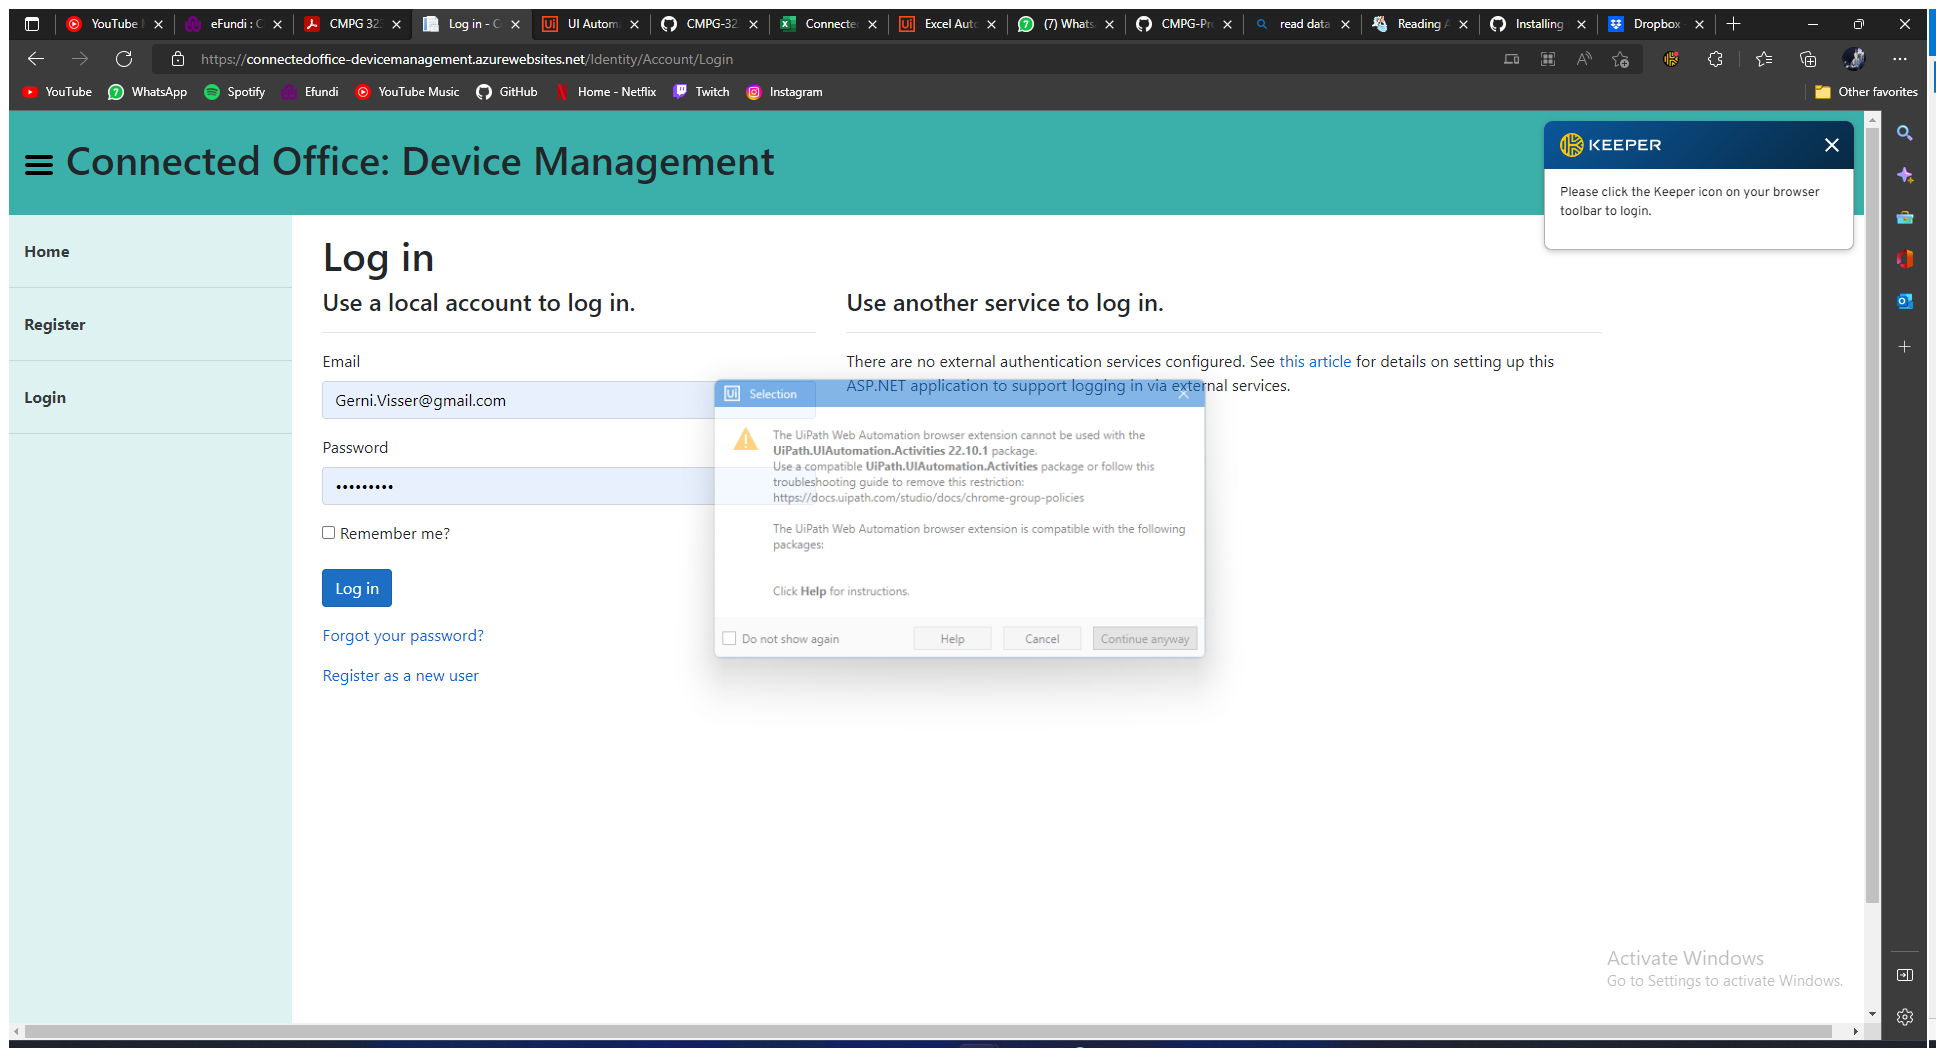 YouTube
eFundi : C
CMPG 323
Log in - C
UI Autom
CMPG-32
Connected
Excel Auto
(7) Whats
CMPG-Pr
read data
Reading A
Installing
Dropbox
https://connectedoffice-devicemanagement.azurewebsites.net/Identity/Account/Login
YouTube
WhatsApp
Spotify
Efundi
YouTube Music
GitHub
Home - Netflix
Twitch
Instagram
Other favorites
Connected Office: Device Management
KEEPER
Please click the Keeper icon on your browser
toolbar to login.
Home
Register
Login
Log in
Use a local account to log in.
Email
Gerni.Visser@gmail.com
Password
•••••••••
Remember me?
Log in
Forgot your password?
Register as a new user
Use another service to log in.
There are no external authentication services configured. See this article for details on setting up this
ASP.NET application to support logging in via external services.
Ui Selection
The UiPath Web Automation browser extension cannot be used with the
UiPath.UIAutomation.Activities 22.10.1 package.
Use a compatible UiPath.UIAutomation.Activities package or follow this
troubleshooting guide to remove this restriction:
https://docs.uipath.com/studio/docs/chrome-group-policies
The UiPath Web Automation browser extension is compatible with the following
packages:
Click Help for instructions.
Do not show again
Help
Cancel
Continue anyway
Activate Windows
Go to Settings to activate Windows.